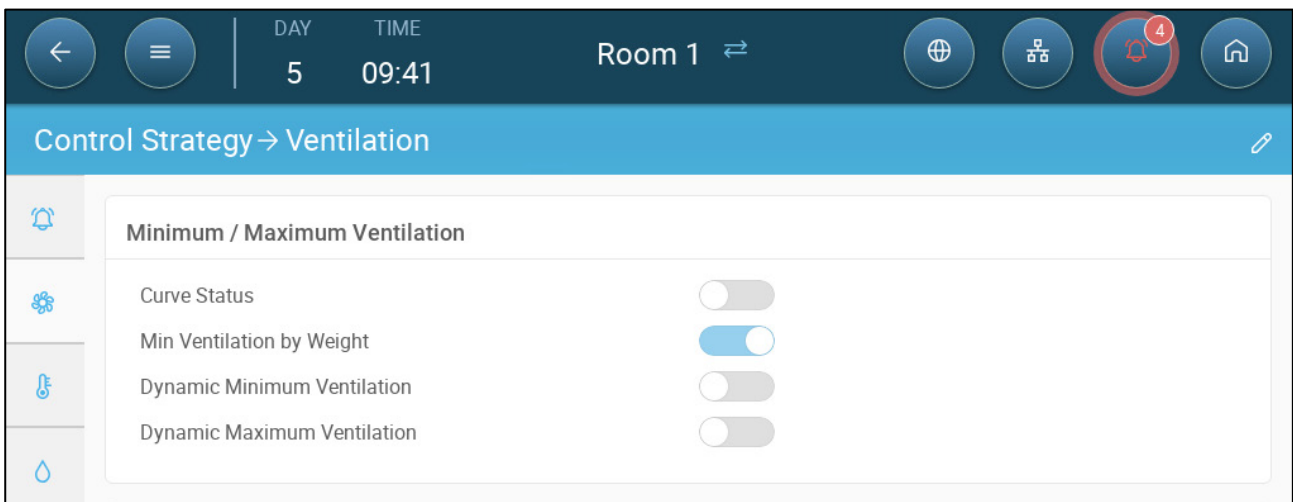 DAY TIME
5 09:41
Room 1
4
Control Strategy → Ventilation
Minimum / Maximum Ventilation
Curve Status
Min Ventilation by Weight
Dynamic Minimum Ventilation
Dynamic Maximum Ventilation